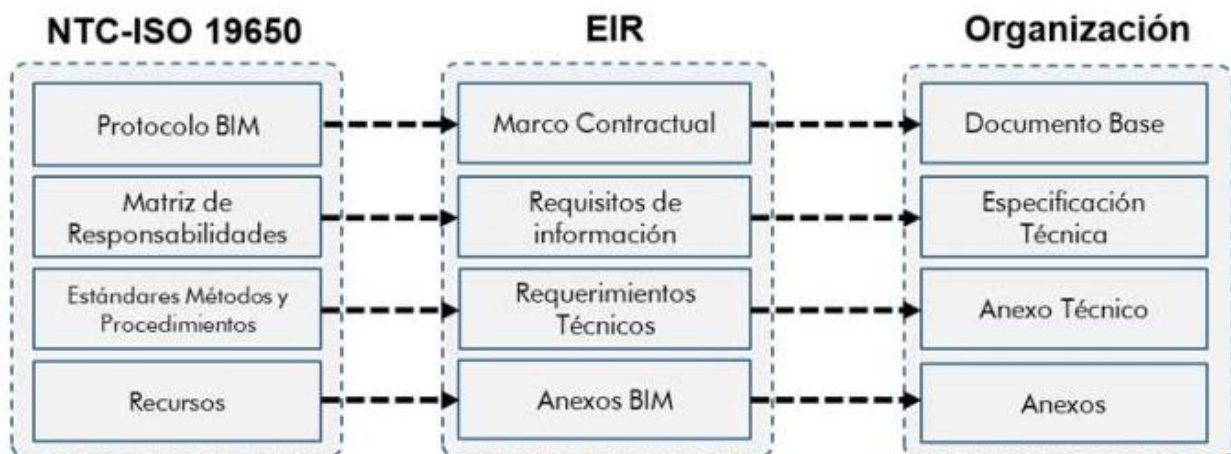 NTC-ISO 19650
EIR
Organización
Protocolo BIM
Marco Contractual
Documento Base
Matriz de
Responsabilidades
Requisitos de
información
Especificación
Técnica
Estándares Métodos y
Procedimientos
Requerimientos
Técnicos
Anexo Técnico
Recursos
Anexos BIM
Anexos